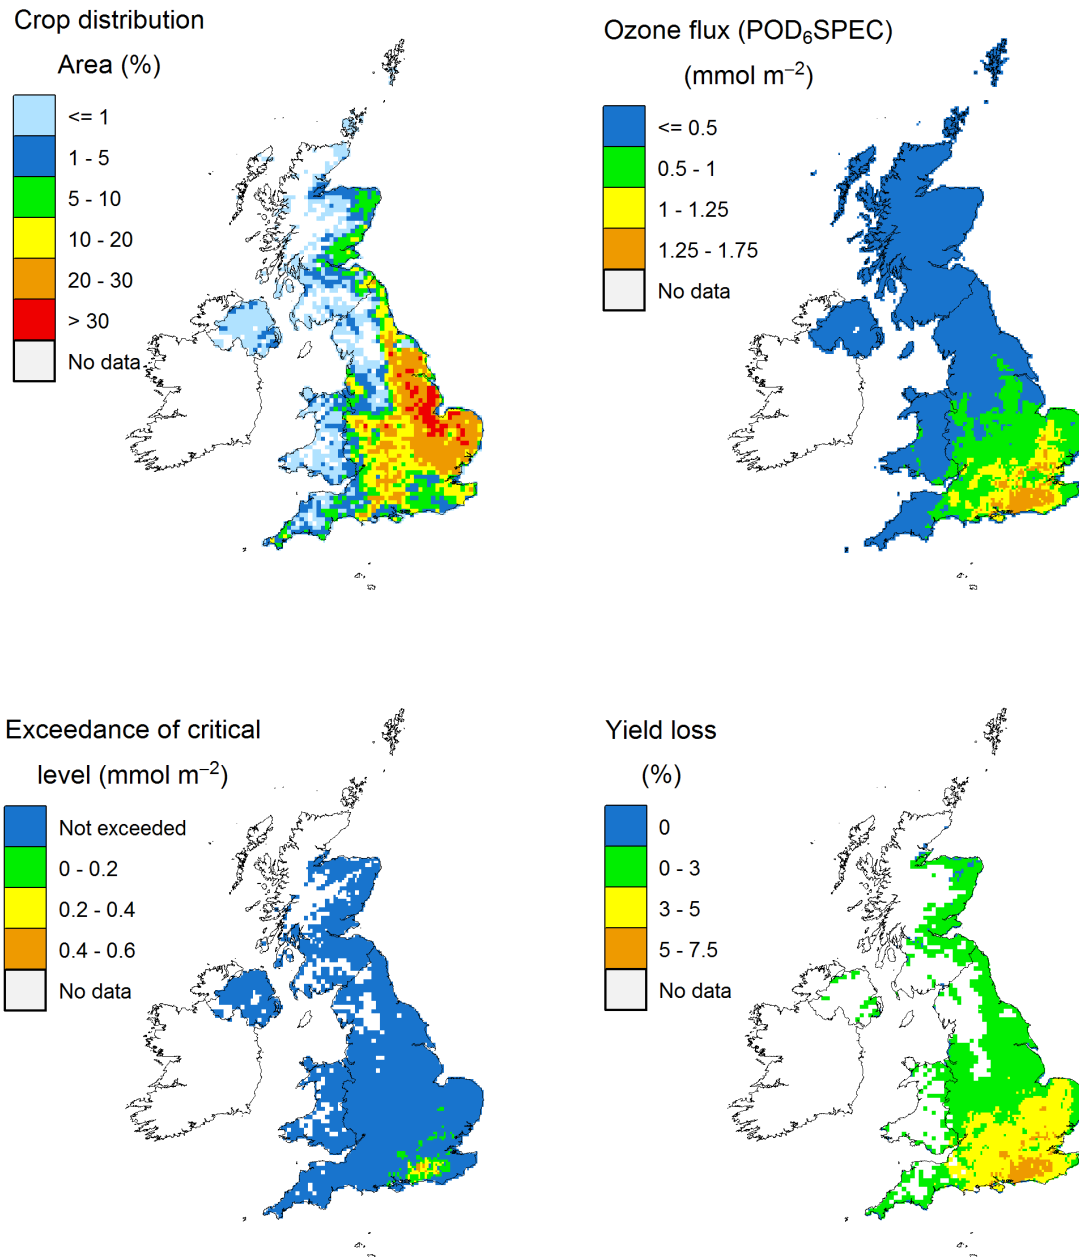 Crop distribution
Area (%)
<= 1
1 - 5
5 - 10
10 - 20
20 - 30
> 30
No data
Ozone flux (POD₆SPEC)
(mmol m⁻²)
<= 0.5
0.5 - 1
1 - 1.25
1.25 - 1.75
No data
Exceedance of critical
level (mmol m⁻²)
Not exceeded
0 - 0.2
0.2 - 0.4
0.4 - 0.6
No data
Yield loss
(%)
0
0 - 3
3 - 5
5 - 7.5
No data